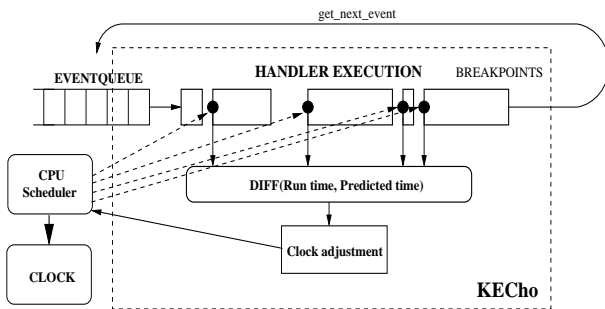 get_next_event
EVENTQUEUE
HANDLER EXECUTION
BREAKPOINTS
CPU
Scheduler
DIFF(Run time, Predicted time)
Clock adjustment
CLOCK
KECho